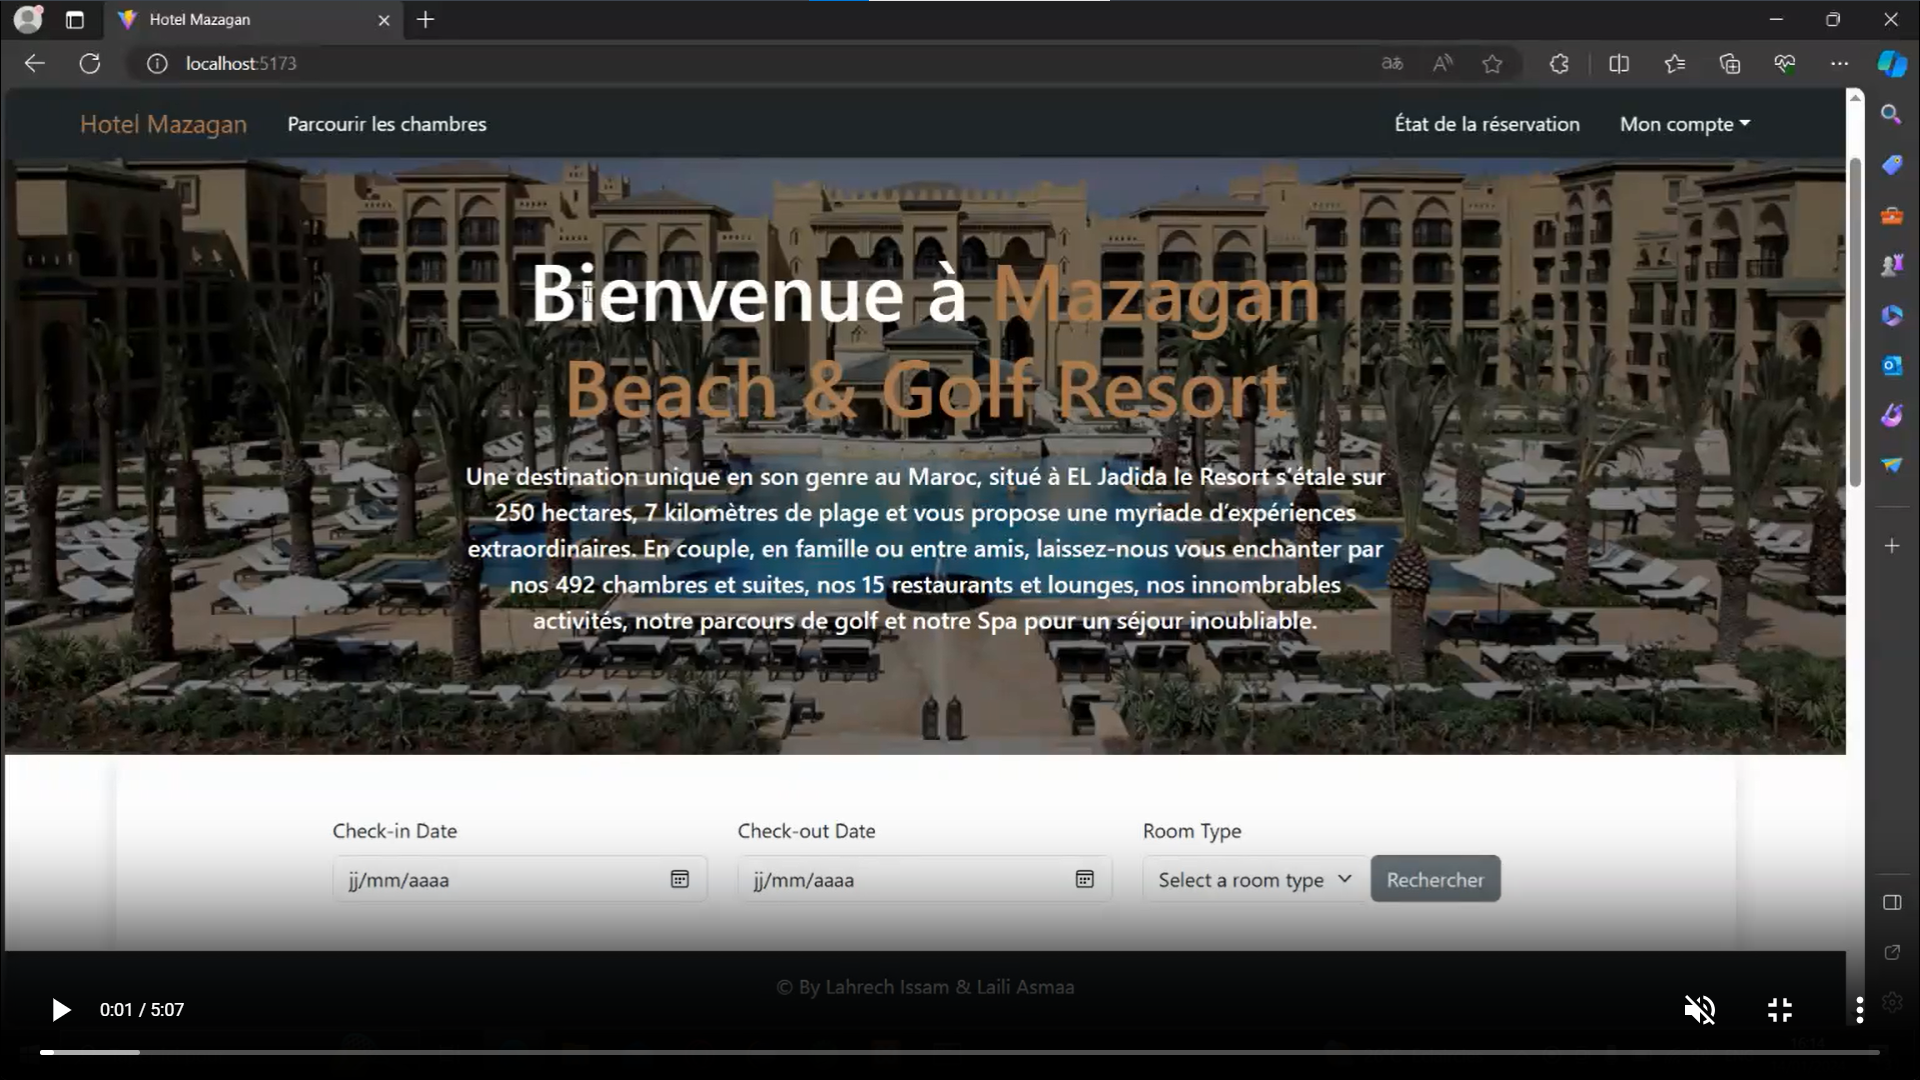 Hotel Mazagan
localhost:5173
Hotel Mazagan
Parcourir les chambres
État de la réservation
Mon compte
Bienvenue à Mazagan
Beach & Golf Resort
Une destination unique en son genre au Maroc, situé à EL Jadida le Resort s’étale sur
250 hectares, 7 kilomètres de plage et vous propose une myriade d’expériences
extraordinaires. En couple, en famille ou entre amis, laissez-nous vous enchanter par
nos 492 chambres et suites, nos 15 restaurants et lounges, nos innombrables
activités, notre parcours de golf et notre Spa pour un séjour inoubliable.
Check-in Date
Check-out Date
Room Type
jj/mm/aaaa
jj/mm/aaaa
Select a room type
Rechercher
© By Lahrech Issam & Laili Asmaa
0:01 / 5:07